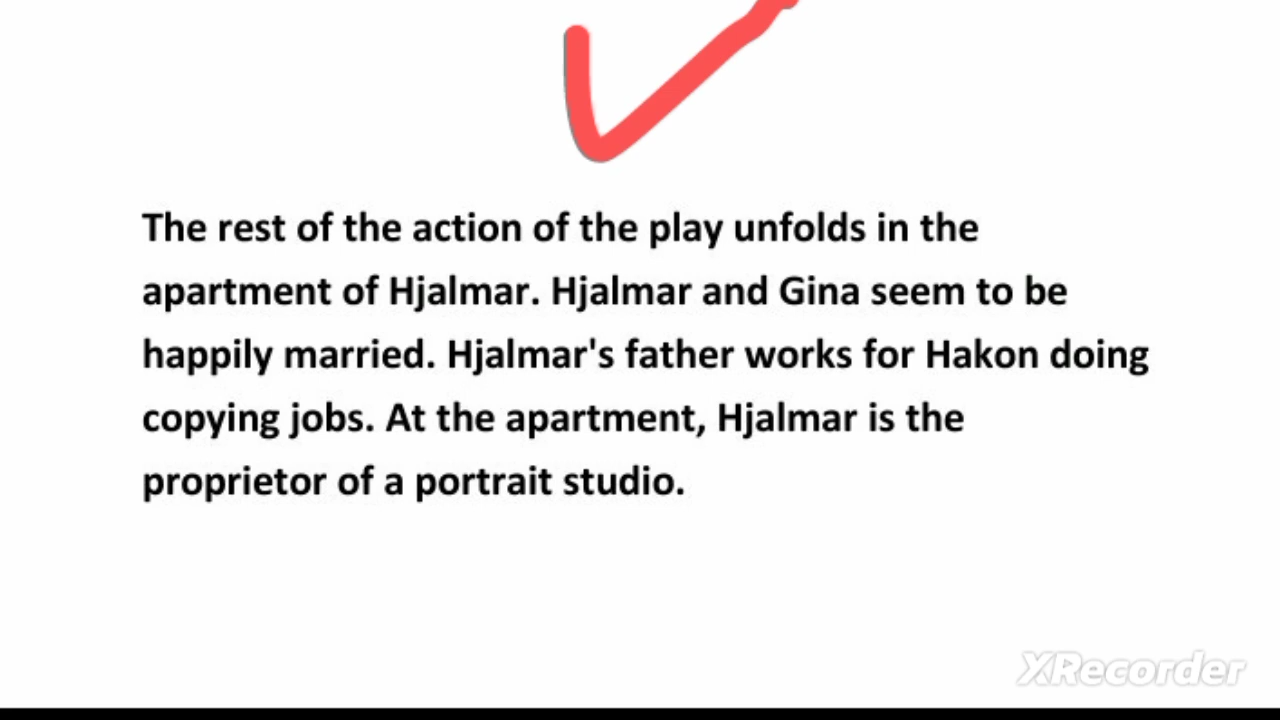 The rest of the action of the play unfolds in the
apartment of Hjalmar. Hjalmar and Gina seem to be
happily married. Hjalmar's father works for Hakon doing
copying jobs. At the apartment, Hjalmar is the
proprietor of a portrait studio.
XRecorder